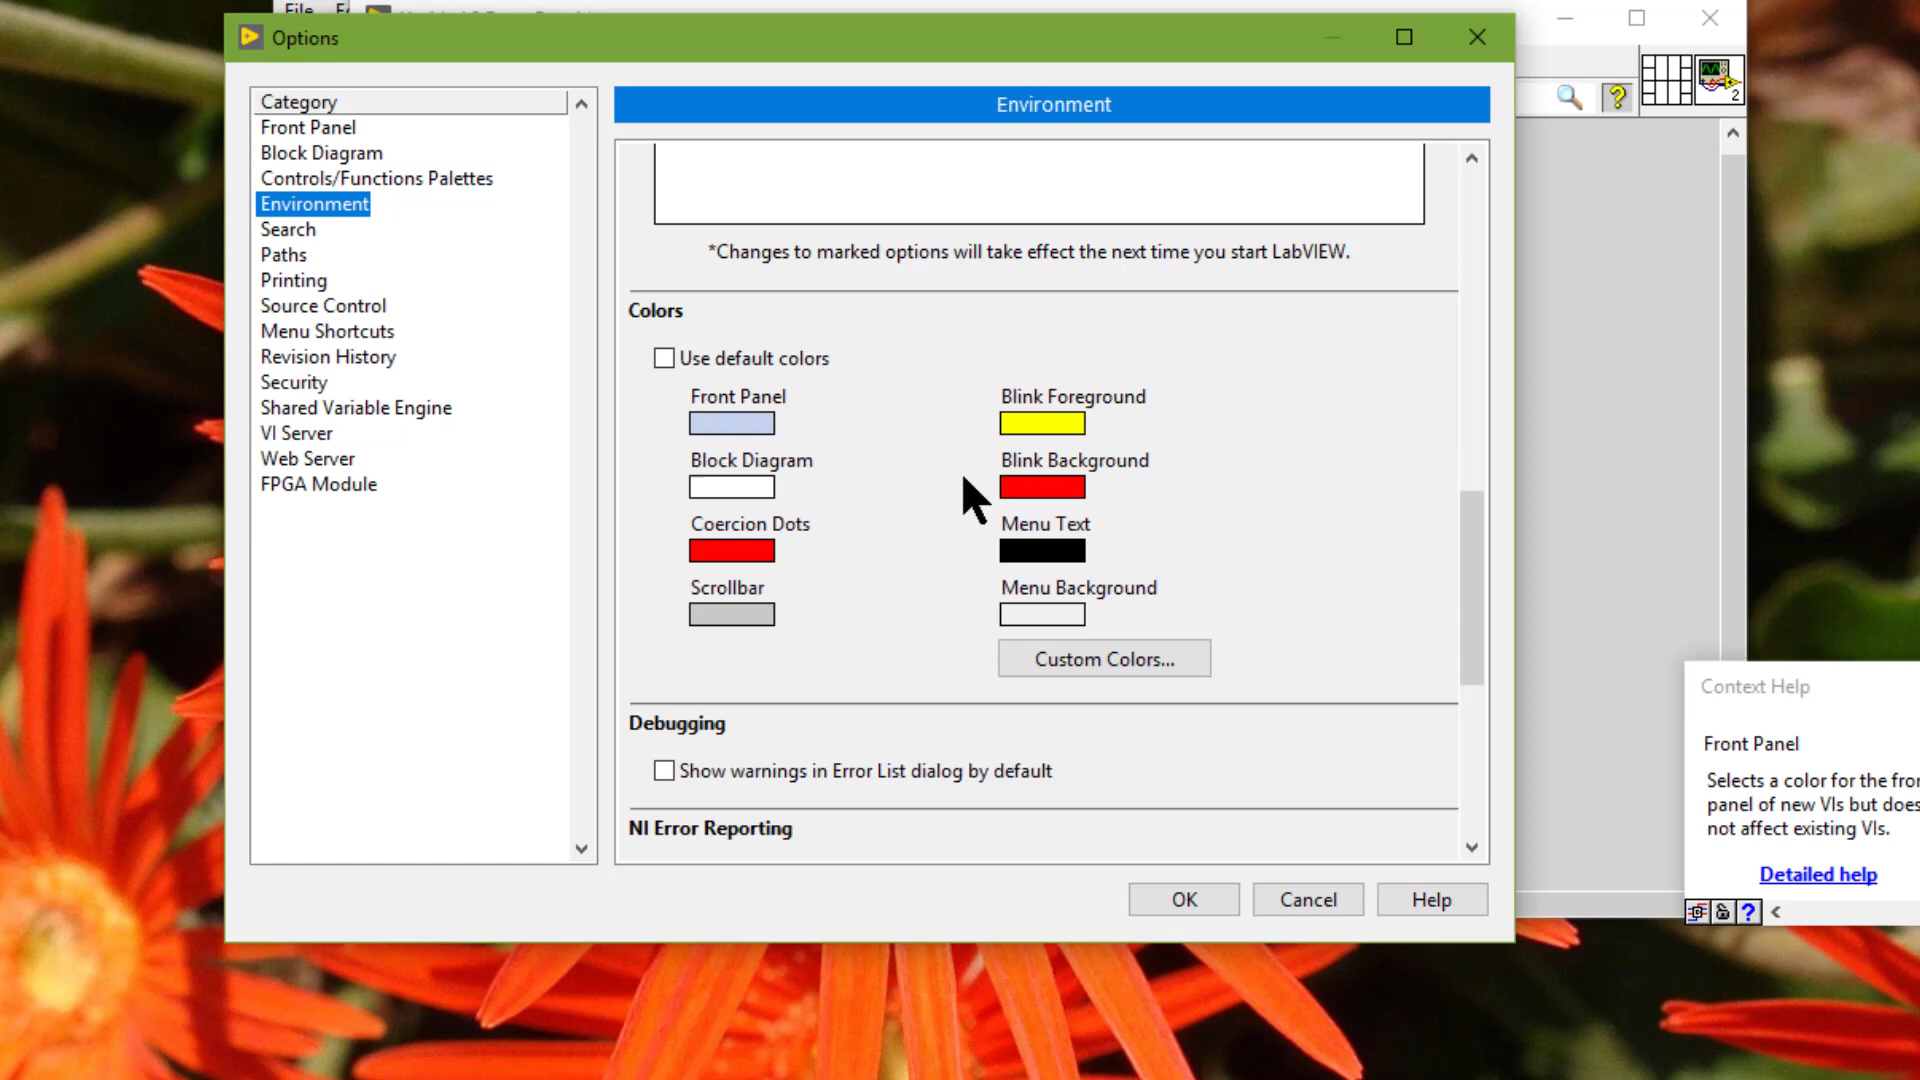 File
Options
Category
Front Panel
Block Diagram
Controls/Functions Palettes
Environment
Search
Paths
Printing
Source Control
Menu Shortcuts
Revision History
Security
Shared Variable Engine
VI Server
Web Server
FPGA Module
Environment
*Changes to marked options will take effect the next time you start LabVIEW.
Colors
Use default colors
Front Panel
Blink Foreground
Block Diagram
Blink Background
Coercion Dots
Menu Text
Scrollbar
Menu Background
Custom Colors...
Debugging
Show warnings in Error List dialog by default
NI Error Reporting
OK
Cancel
Help
?
2
Context Help
Front Panel
Selects a color for the fron
panel of new VIs but does
not affect existing VIs.
Detailed help
?